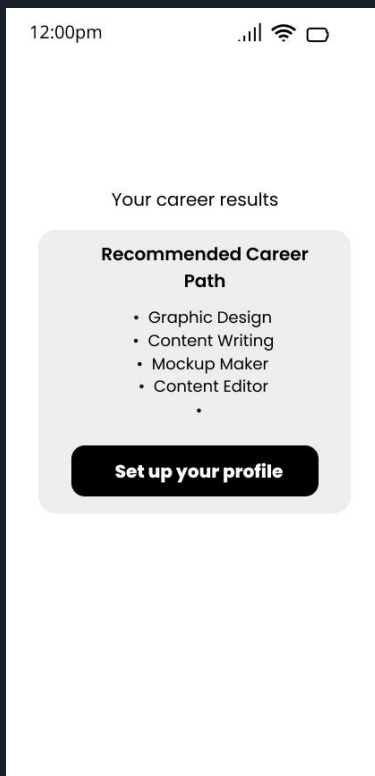 12:00pm
Your career results
Recommended Career
Path
• Graphic Design
• Content Writing
• Mockup Maker
• Content Editor
•
Set up your profile